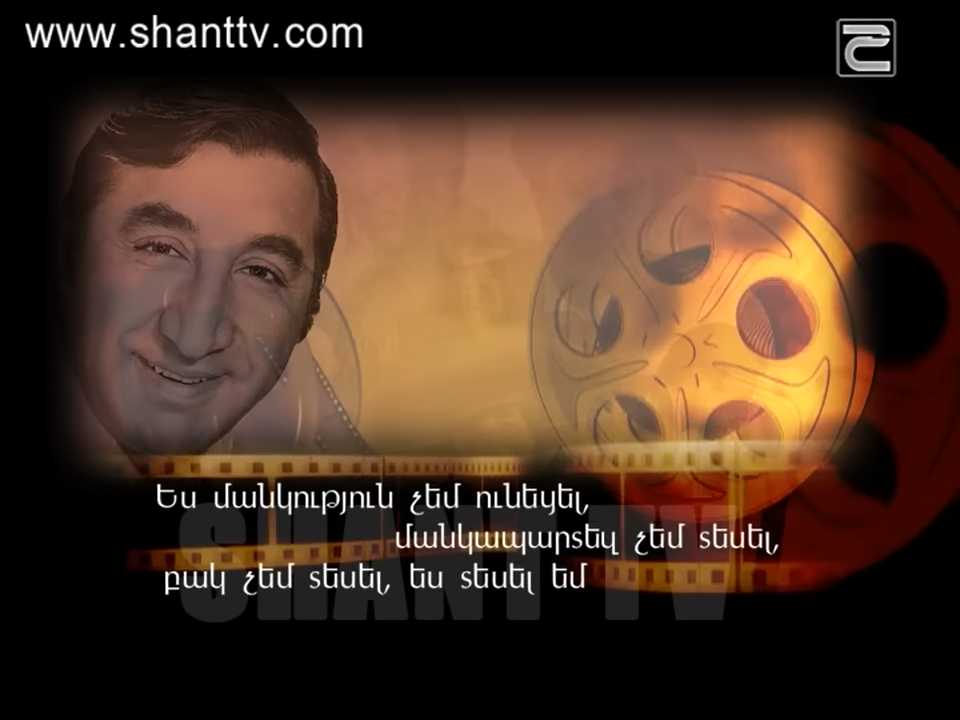 www.shanttv.com
Ես մանկություն չեմ ունեցել,
մանկապարտեզ չեմ տեսել,
բակ չեմ տեսել, ես տեսել եմ
SHANT TV